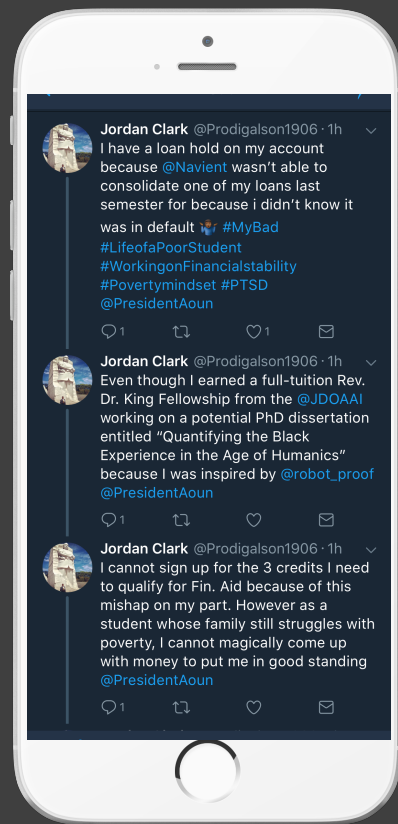 Jordan Clark @Prodigalson1906 · 1h
I have a loan hold on my account
because @Navient wasn’t able to
consolidate one of my loans last
semester for because i didn’t know it
was in default 🤷🏾‍♂️ #MyBad
#LifeofaPoorStudent
#WorkingonFinancialstability
#Povertymindset #PTSD
@PresidentAoun
1 1
Jordan Clark @Prodigalson1906 · 1h
Even though I earned a full-tuition Rev.
Dr. King Fellowship from the @JDOAAI
working on a potential PhD dissertation
entitled “Quantifying the Black
Experience in the Age of Humanics”
because I was inspired by @robot_proof
@PresidentAoun
1
Jordan Clark @Prodigalson1906 · 1h
I cannot sign up for the 3 credits I need
to qualify for Fin. Aid because of this
mishap on my part. However as a
student whose family still struggles with
poverty, I cannot magically come up
with money to put me in good standing
@PresidentAoun
1